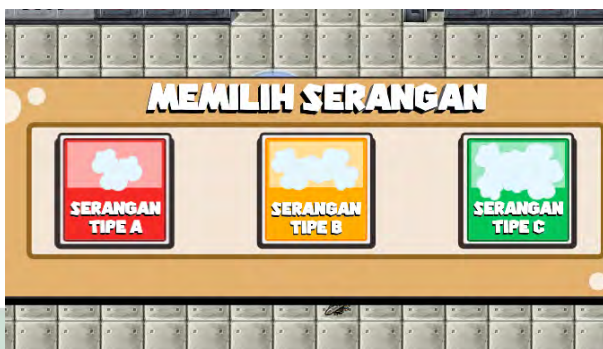 MEMILIH SERANGAN
SERANGAN
TIPE A
SERANGAN
TIPE B
SERANGAN
TIPE C